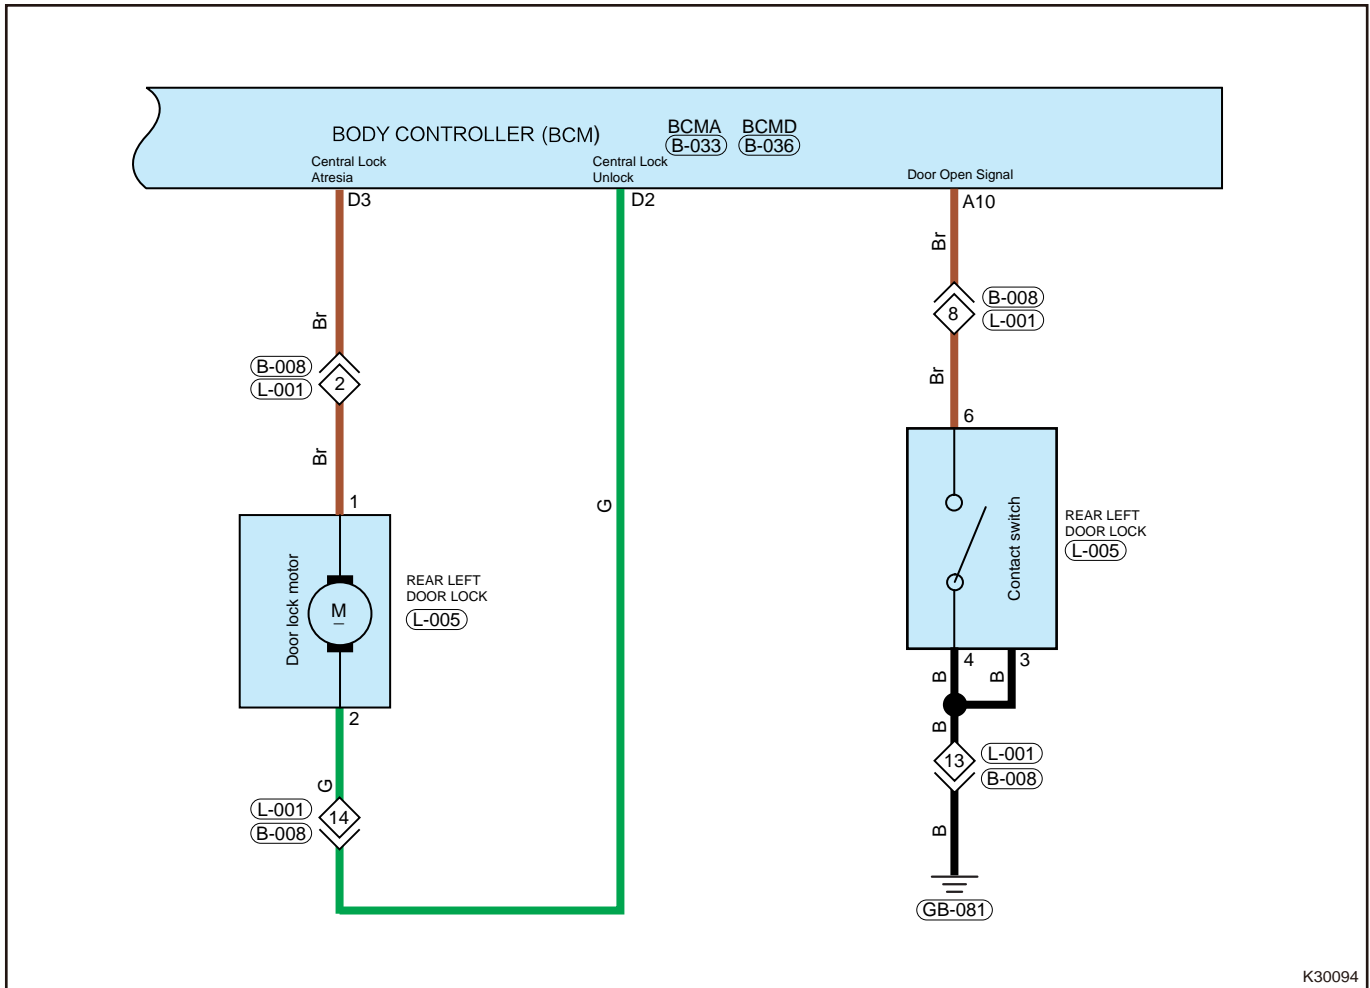 BODY CONTROLLER (BCM)
BCMA BCMD
B-033 B-036
Central Lock
Atresia
Central Lock
Unlock
Door Open Signal
D3
D2
A10
Br
Br
B-008
L-001
8
Br
B-008
L-001
2
Br
6
Contact switch
REAR LEFT
DOOR LOCK
L-005
1
G
Door lock motor
M
REAR LEFT
DOOR LOCK
L-005
4
3
B
B
2
B
13
L-001
B-008
G
L-001
B-008
14
B
GB-081
K30094